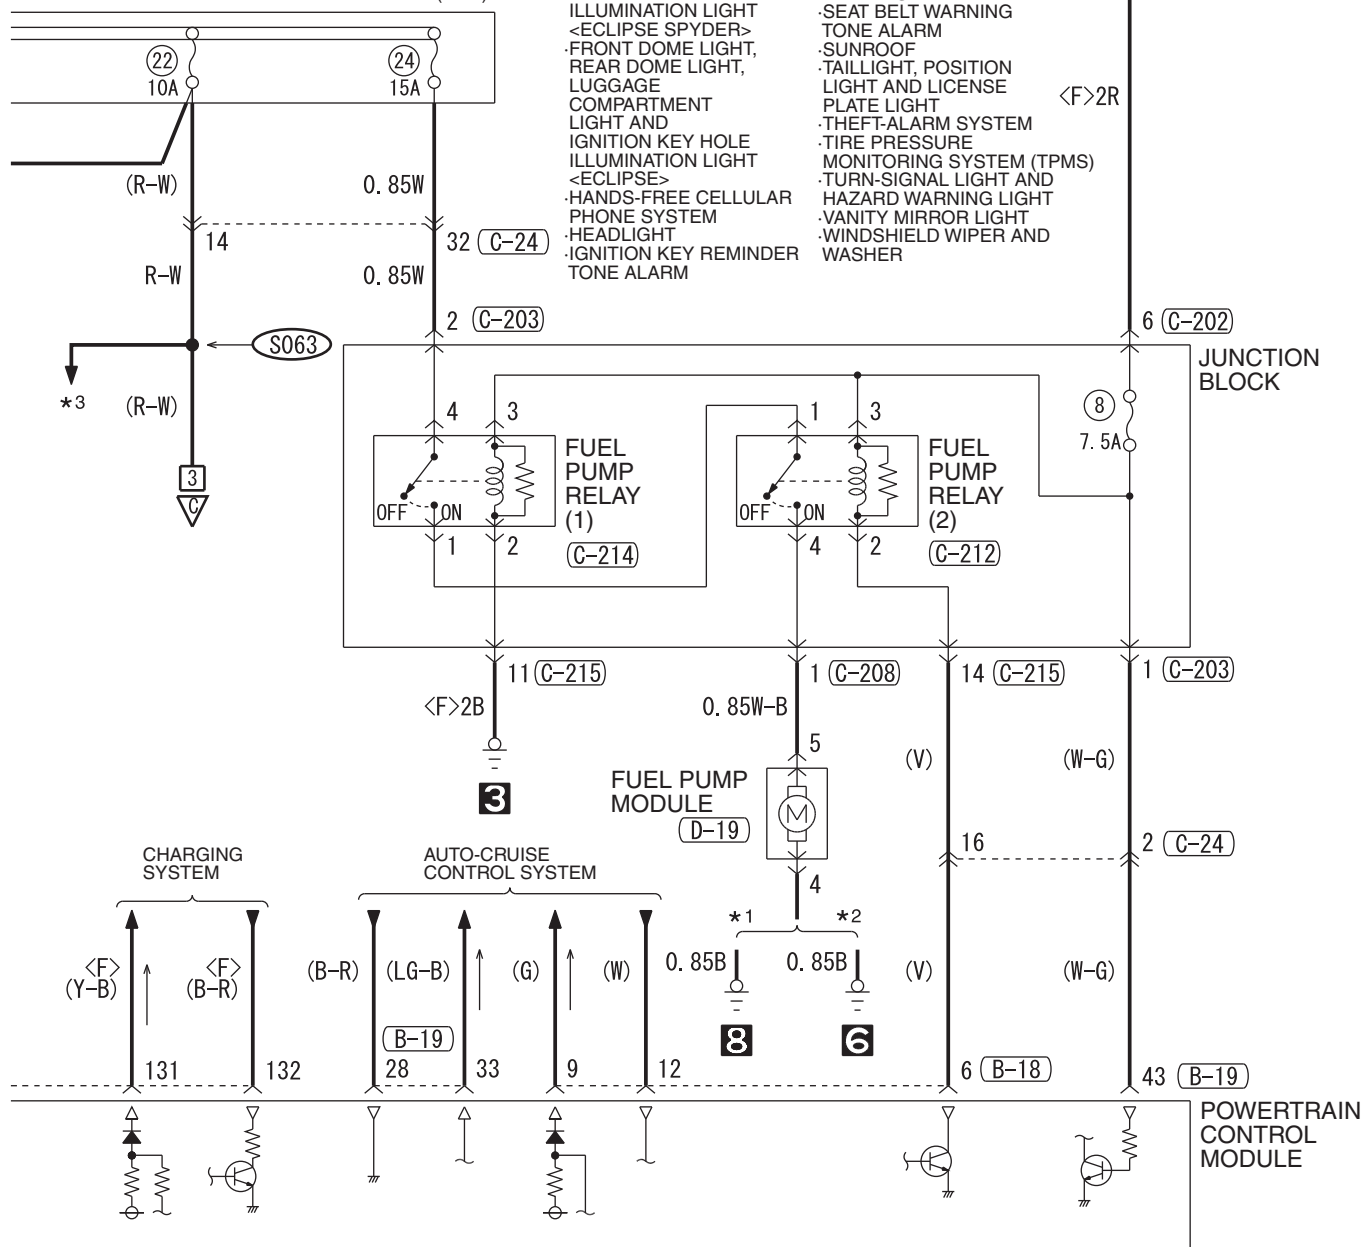 ILLUMINATION LIGHT
<ECLIPSE SPYDER>
·FRONT DOME LIGHT,
REAR DOME LIGHT,
LUGGAGE
COMPARTMENT
LIGHT AND
IGNITION KEY HOLE
ILLUMINATION LIGHT
<ECLIPSE>
·HANDS-FREE CELLULAR
PHONE SYSTEM
·HEADLIGHT
·IGNITION KEY REMINDER
TONE ALARM
·SEAT BELT WARNING
TONE ALARM
·SUNROOF
·TAILLIGHT, POSITION
LIGHT AND LICENSE
PLATE LIGHT
·THEFT-ALARM SYSTEM
·TIRE PRESSURE
MONITORING SYSTEM (TPMS)
·TURN-SIGNAL LIGHT AND
HAZARD WARNING LIGHT
·VANITY MIRROR LIGHT
·WINDSHIELD WIPER AND
WASHER
22
10A
24
15A
<F>2R
(R-W)
0.85W
14
32 C-24
R-W
0.85W
2 C-203
6 C-202
S063
JUNCTION
BLOCK
*3
(R-W)
3
C
4 3
1 3
8
7.5A
FUEL
PUMP
RELAY
(1)
OFF ON
FUEL
PUMP
RELAY
(2)
OFF ON
1 2
C-214
4 2
C-212
11 C-215
1 C-208
14 C-215
1 C-203
<F>2B
0.85W-B
3
5
(V)
(W-G)
FUEL PUMP
MODULE
D-19
M
4
16
2 C-24
CHARGING
SYSTEM
AUTO-CRUISE
CONTROL SYSTEM
*1 *2
<F>
(Y-B)
<F>
(B-R)
(B-R)
(LG-B)
(G)
(W)
0.85B
0.85B
(V)
(W-G)
8
6
B-19
131
132
28
33
9
12
6 B-18
43 B-19
POWERTRAIN
CONTROL
MODULE